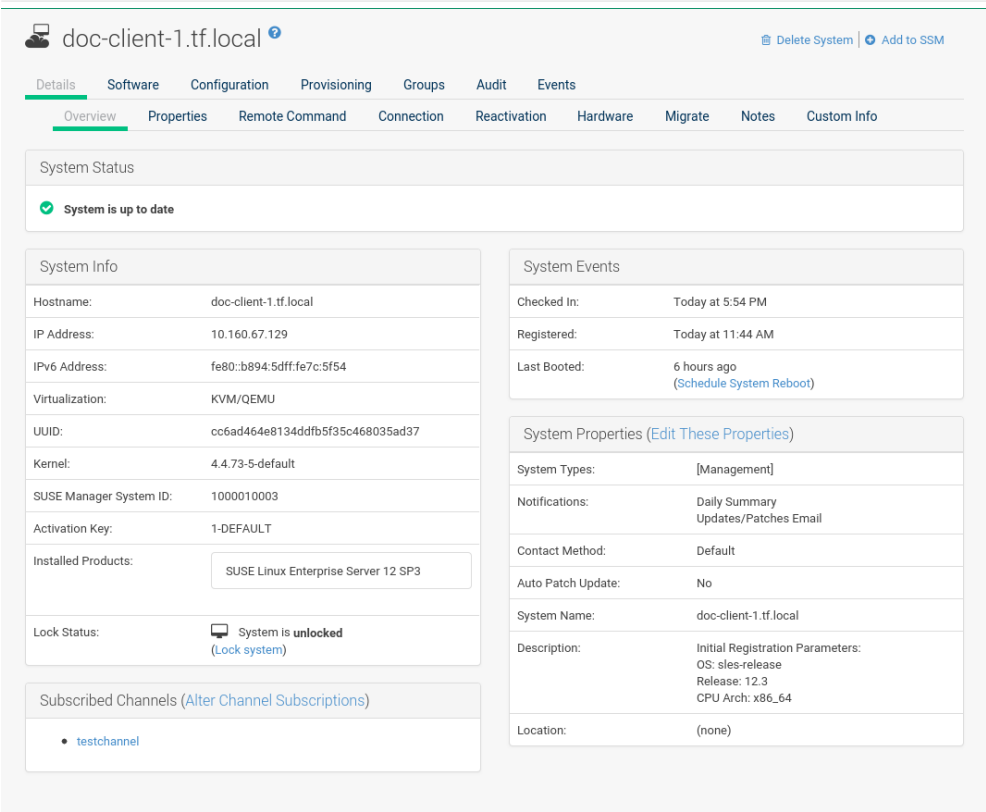 doc-client-1.tf.local ?
Delete System | Add to SSM
Details Software Configuration Provisioning Groups Audit Events
Overview Properties Remote Command Connection Reactivation Hardware Migrate Notes Custom Info
System Status
System is up to date
System Info
Hostname: doc-client-1.tf.local
IP Address: 10.160.67.129
IPv6 Address: fe80::b894:5dff:fe7c:5f54
Virtualization: KVM/QEMU
UUID: cc6ad464e8134ddfb5f35c468035ad37
Kernel: 4.4.73-5-default
SUSE Manager System ID: 1000010003
Activation Key: 1-DEFAULT
Installed Products: SUSE Linux Enterprise Server 12 SP3
Lock Status: System is unlocked
(Lock system)
Subscribed Channels (Alter Channel Subscriptions)
testchannel
System Events
Checked In: Today at 5:54 PM
Registered: Today at 11:44 AM
Last Booted: 6 hours ago
(Schedule System Reboot)
System Properties (Edit These Properties)
System Types: [Management]
Notifications: Daily Summary
Updates/Patches Email
Contact Method: Default
Auto Patch Update: No
System Name: doc-client-1.tf.local
Description: Initial Registration Parameters:
OS: sles-release
Release: 12.3
CPU Arch: x86_64
Location: (none)